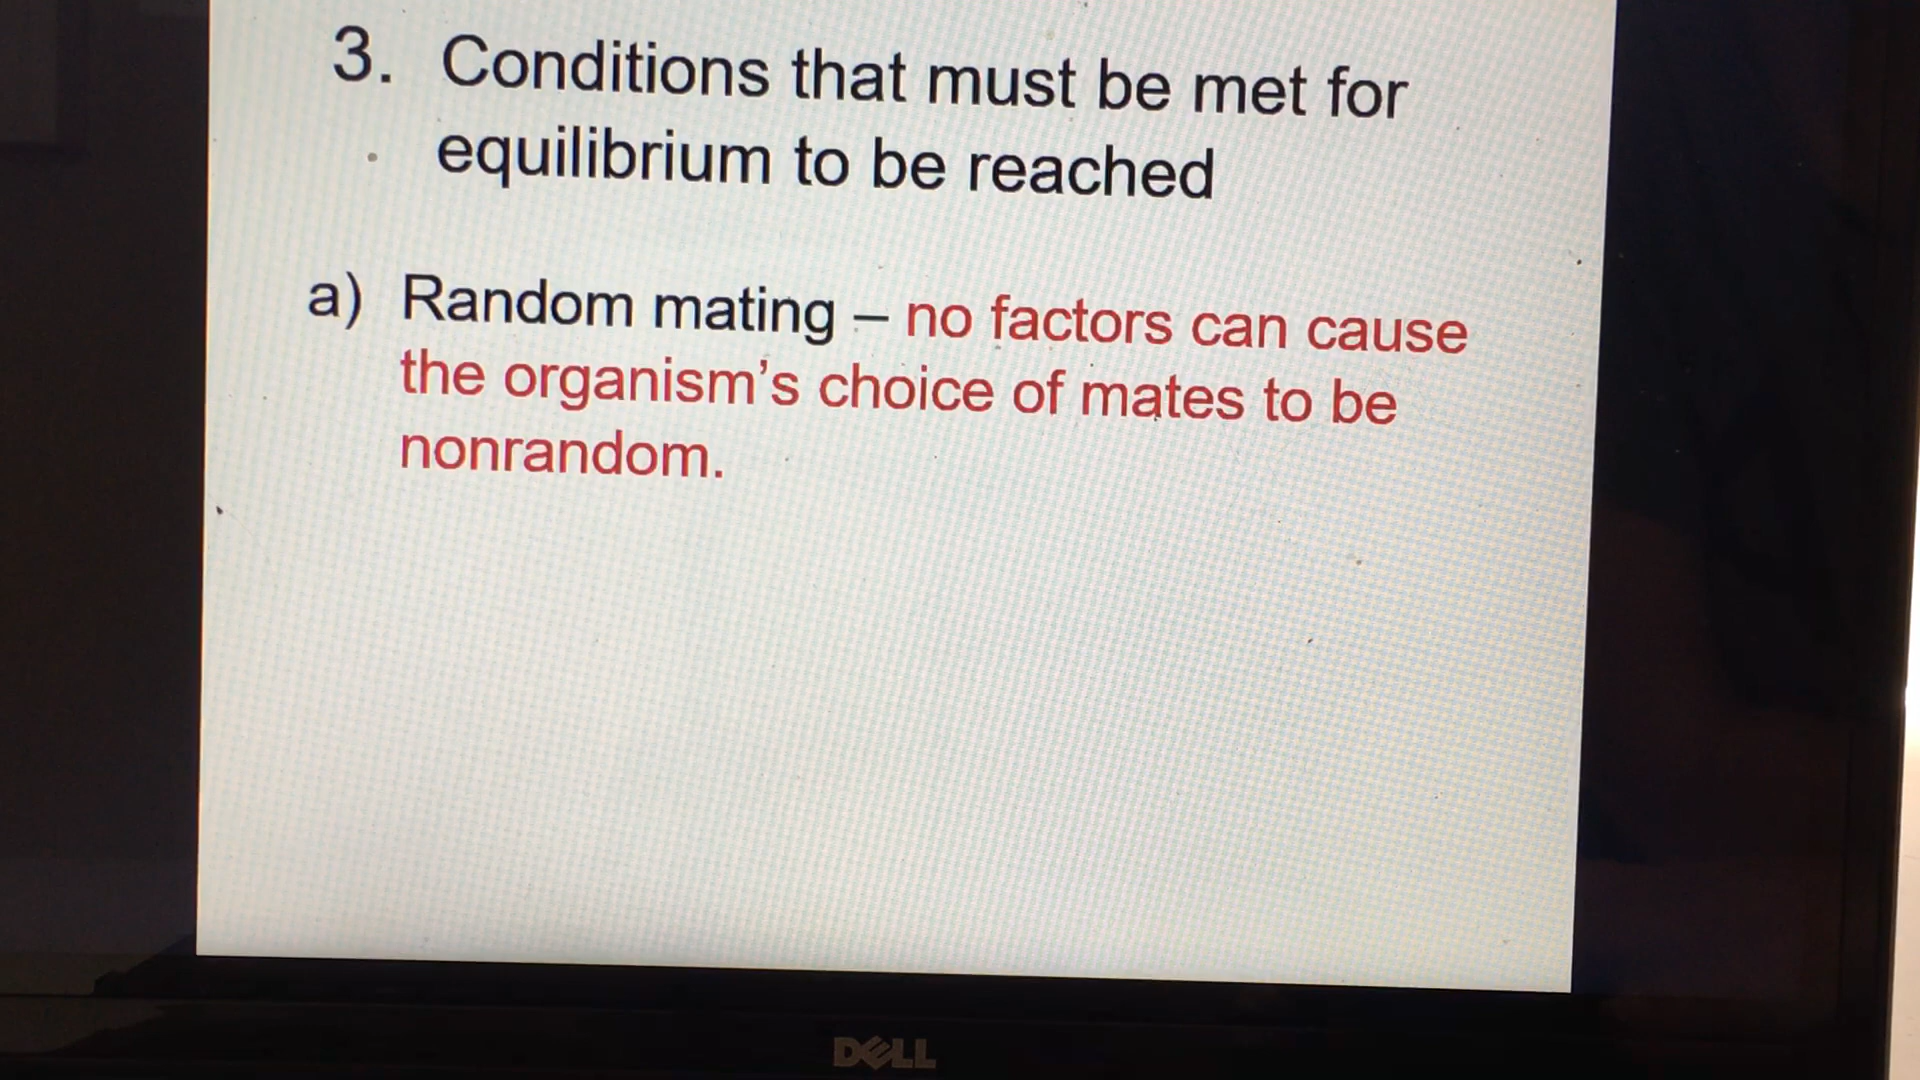 3. Conditions that must be met for
equilibrium to be reached
a) Random mating – no factors can cause
the organism's choice of mates to be
nonrandom.
DELL